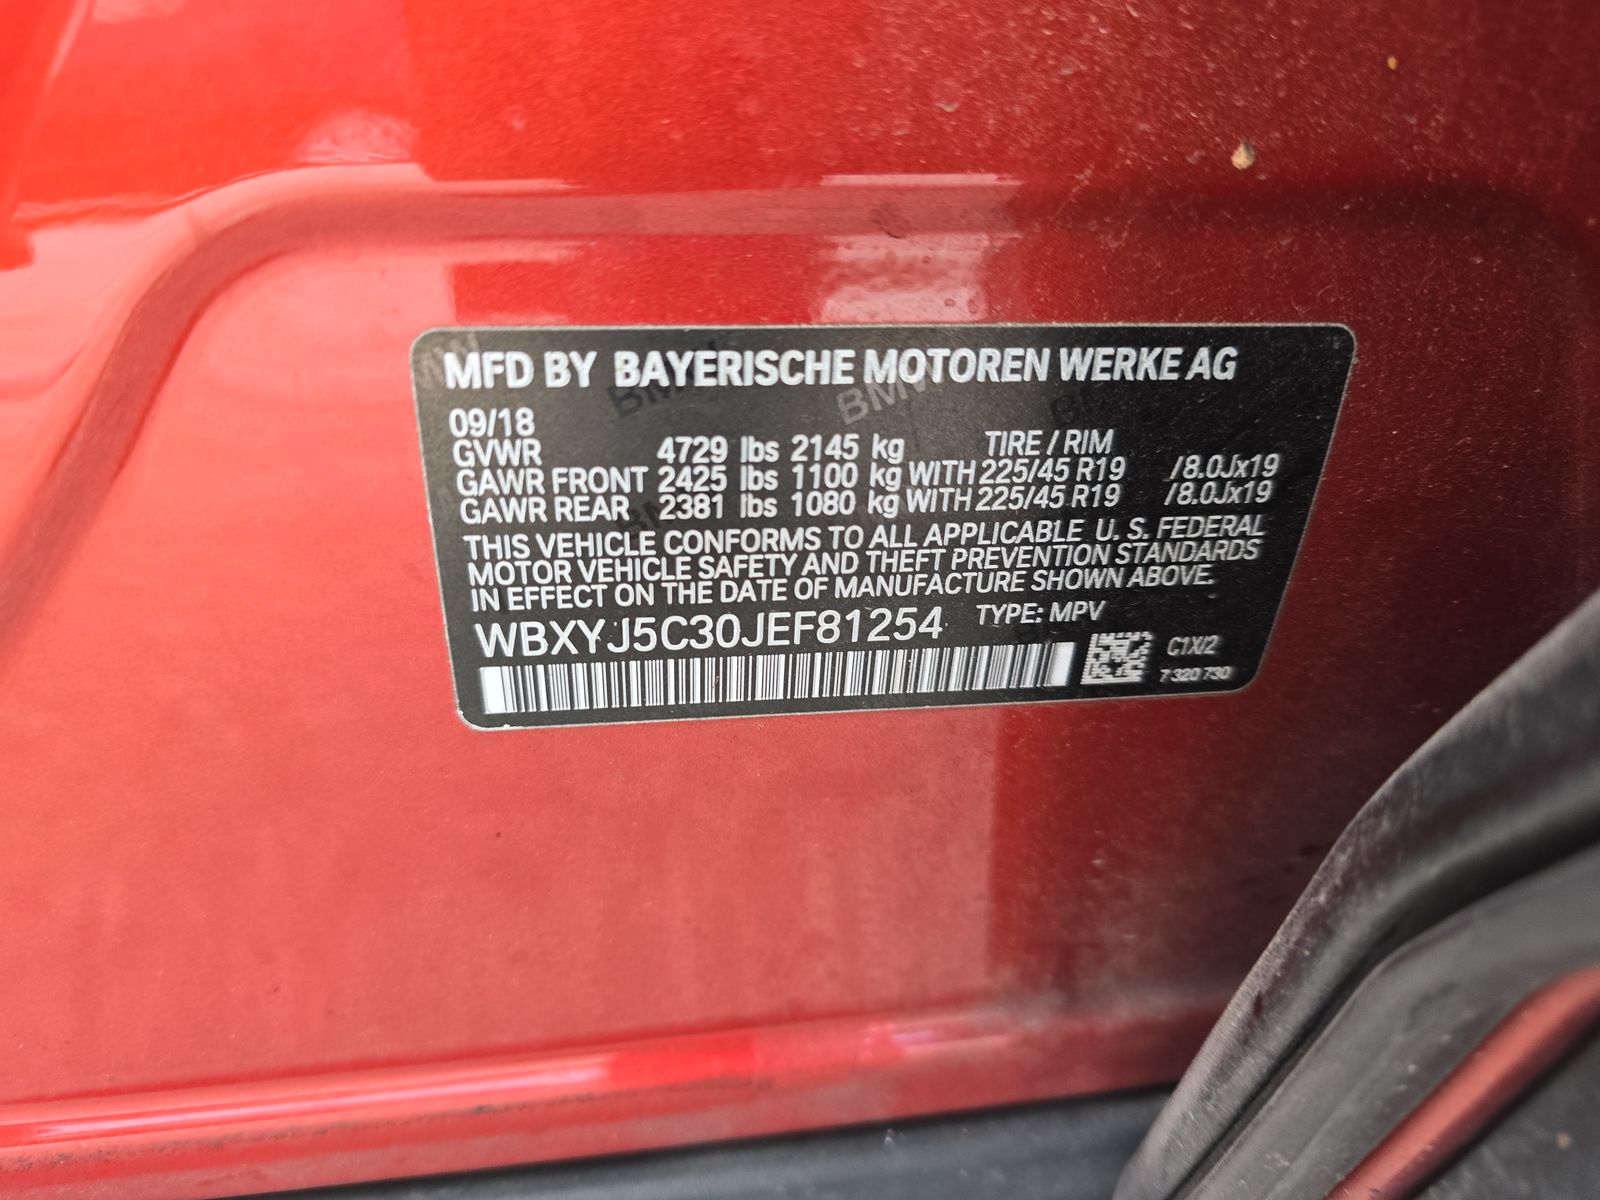 MFD BY BAYERISCHE MOTOREN WERKE AG
09/18
GVWR 4729 lbs 2145 kg TIRE / RIM
GAWR FRONT 2425 lbs 1100 kg WITH 225/45 R19 /8.0Jx19
GAWR REAR 2381 lbs 1080 kg WITH 225/45 R19 /8.0Jx19
THIS VEHICLE CONFORMS TO ALL APPLICABLE U. S. FEDERAL
MOTOR VEHICLE SAFETY AND THEFT PREVENTION STANDARDS
IN EFFECT ON THE DATE OF MANUFACTURE SHOWN ABOVE.
WBXYJ5C30JEF81254 TYPE: MPV
C1X/2
7 320 730